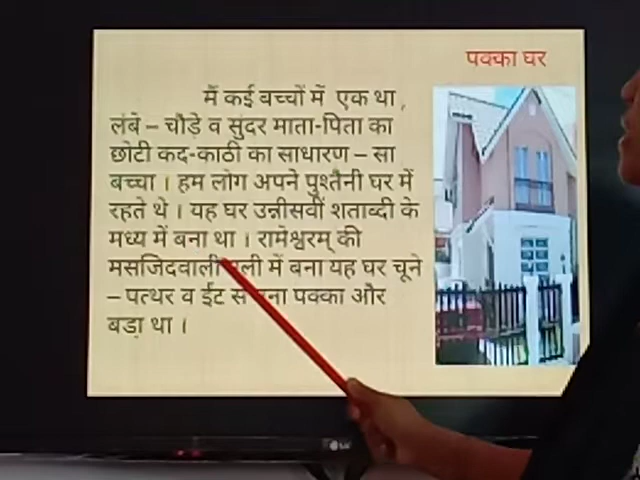 पक्का घर
मैं कई बच्चों में एक था,
लंबे – चौड़े व सुंदर माता-पिता का
छोटी कद-काठी का साधारण – सा
बच्चा । हम लोग अपने पुश्तैनी घर में
रहते थे । यह घर उन्नीसवीं शताब्दी के
मध्य में बना था । रामेश्वरम् की
मसजिदवाली में बना यह घर चूने
– पत्थर व ईंट पक्का और
बड़ा था ।
LG